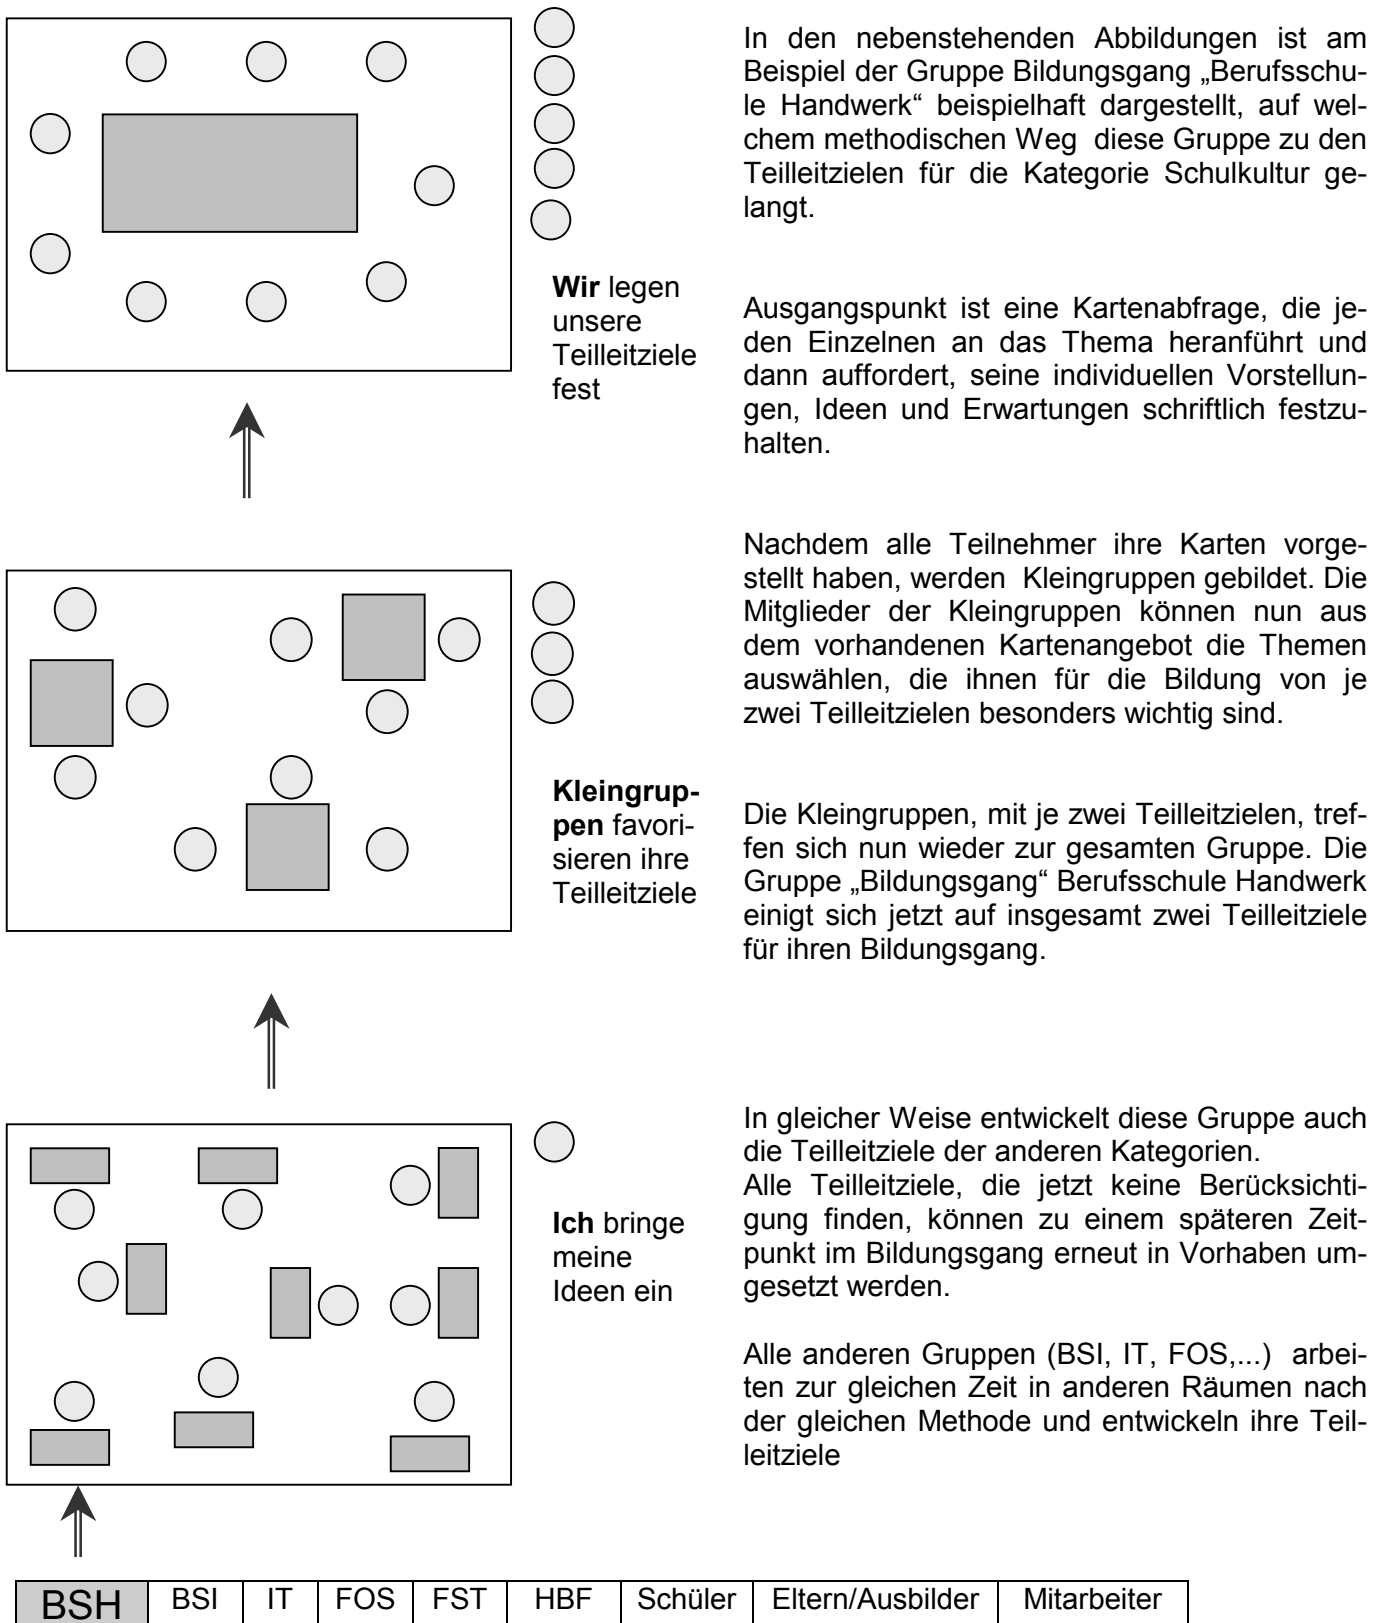 In den nebenstehenden Abbildungen ist am
Beispiel der Gruppe Bildungsgang „Berufsschu-
le Handwerk“ beispielhaft dargestellt, auf wel-
chem methodischen Weg diese Gruppe zu den
Teilleitzielen für die Kategorie Schulkultur ge-
langt.
Wir legen
unsere
Teilleitziele
fest
Ausgangspunkt ist eine Kartenabfrage, die je-
den Einzelnen an das Thema heranführt und
dann auffordert, seine individuellen Vorstellun-
gen, Ideen und Erwartungen schriftlich festzu-
halten.
Nachdem alle Teilnehmer ihre Karten vorge-
stellt haben, werden Kleingruppen gebildet. Die
Mitglieder der Kleingruppen können nun aus
dem vorhandenen Kartenangebot die Themen
auswählen, die ihnen für die Bildung von je
zwei Teilleitzielen besonders wichtig sind.
Kleingrup-
pen favori-
sieren ihre
Teilleitziele
Die Kleingruppen, mit je zwei Teilleitzielen, tref-
fen sich nun wieder zur gesamten Gruppe. Die
Gruppe „Bildungsgang“ Berufsschule Handwerk
einigt sich jetzt auf insgesamt zwei Teilleitziele
für ihren Bildungsgang.
In gleicher Weise entwickelt diese Gruppe auch
die Teilleitziele der anderen Kategorien.
Alle Teilleitziele, die jetzt keine Berücksichti-
gung finden, können zu einem späteren Zeit-
punkt im Bildungsgang erneut in Vorhaben um-
gesetzt werden.
Ich bringe
meine
Ideen ein
Alle anderen Gruppen (BSI, IT, FOS,...) arbei-
ten zur gleichen Zeit in anderen Räumen nach
der gleichen Methode und entwickeln ihre Teil-
leitziele
BSH BSI IT FOS FST HBF Schüler Eltern/Ausbilder Mitarbeiter